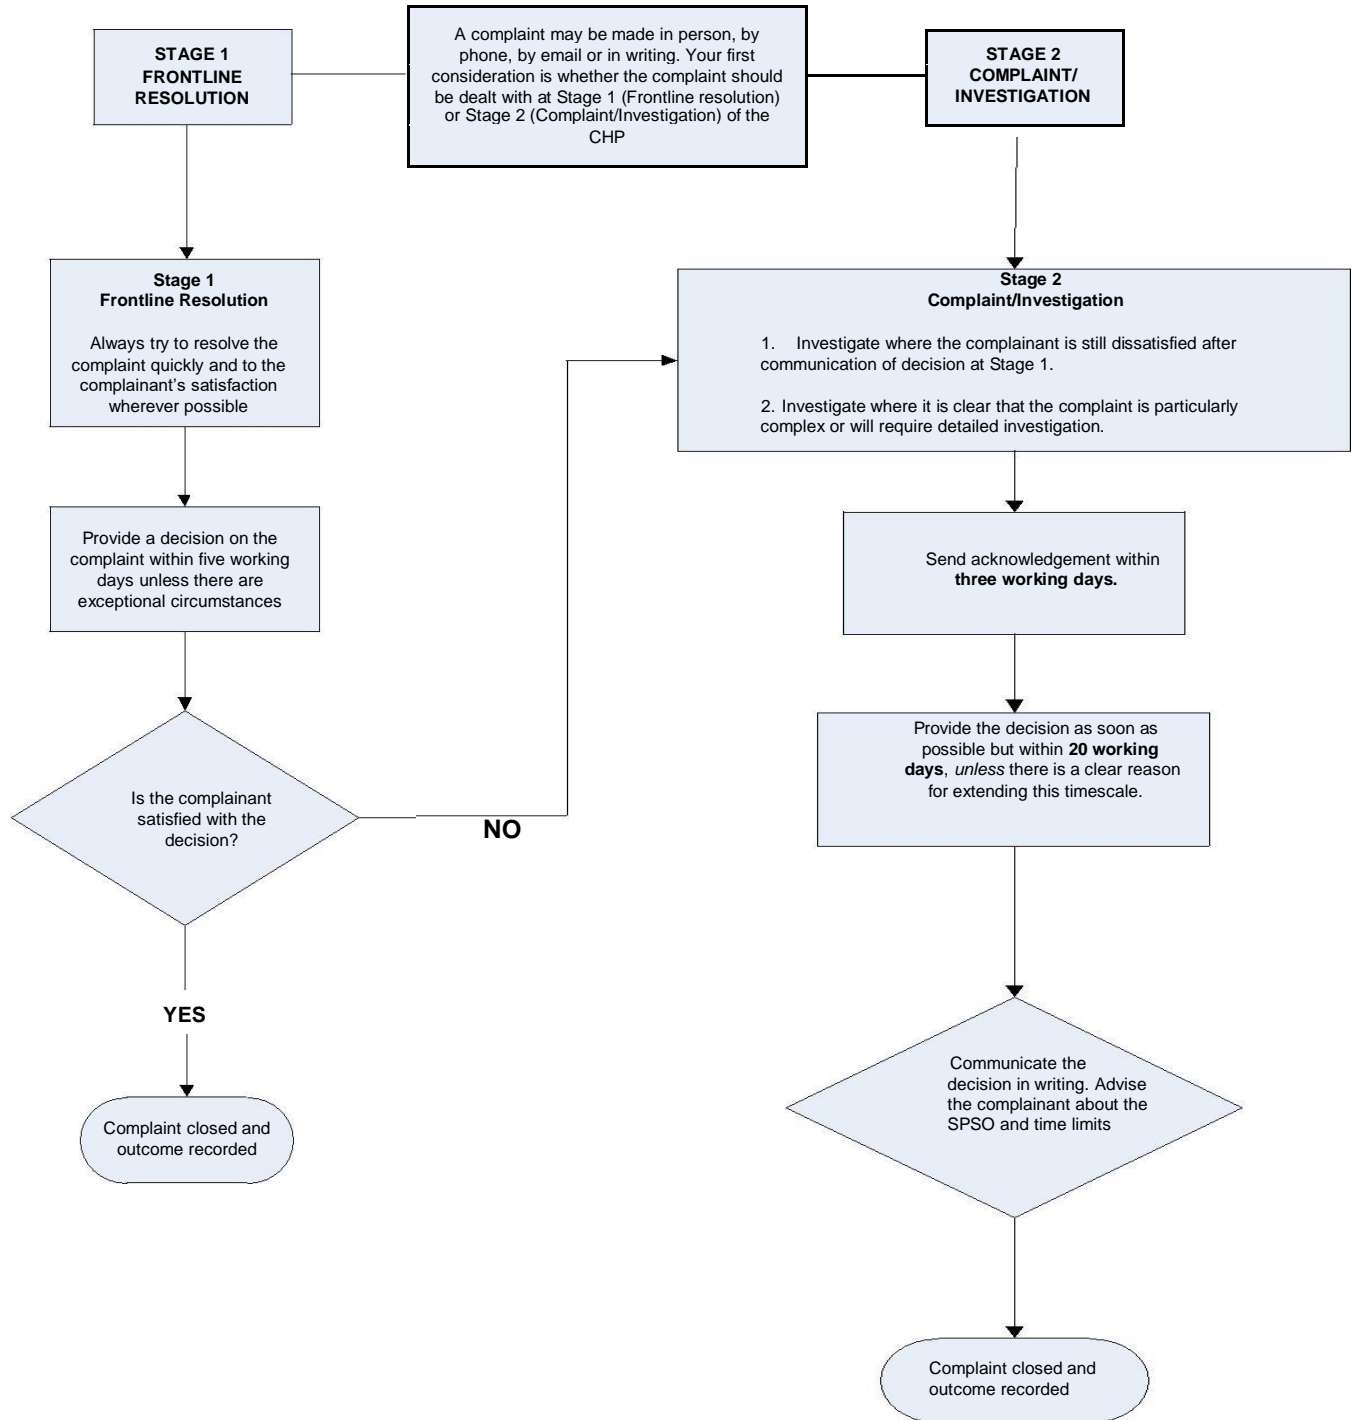 STAGE 1
FRONTLINE
RESOLUTION
A complaint may be made in person, by
phone, by email or in writing. Your first
consideration is whether the complaint should
be dealt with at Stage 1 (Frontline resolution)
or Stage 2 (Complaint/Investigation) of the
CHP
STAGE 2
COMPLAINT/
INVESTIGATION
Stage 1
Frontline Resolution
Always try to resolve the
complaint quickly and to the
complainant's satisfaction
wherever possible
Stage 2
Complaint/Investigation
1. Investigate where the complainant is still dissatisfied after
communication of decision at Stage 1.
2. Investigate where it is clear that the complaint is particularly
complex or will require detailed investigation.
Provide a decision on the
complaint within five working
days unless there are
exceptional circumstances
Send acknowledgement within
three working days.
Is the complainant
satisfied with the
decision?
NO
Provide the decision as soon as
possible but within 20 working
days, unless there is a clear reason
for extending this timescale.
YES
Complaint closed and
outcome recorded
Communicate the
decision in writing. Advise
the complainant about the
SPSO and time limits
Complaint closed and
outcome recorded